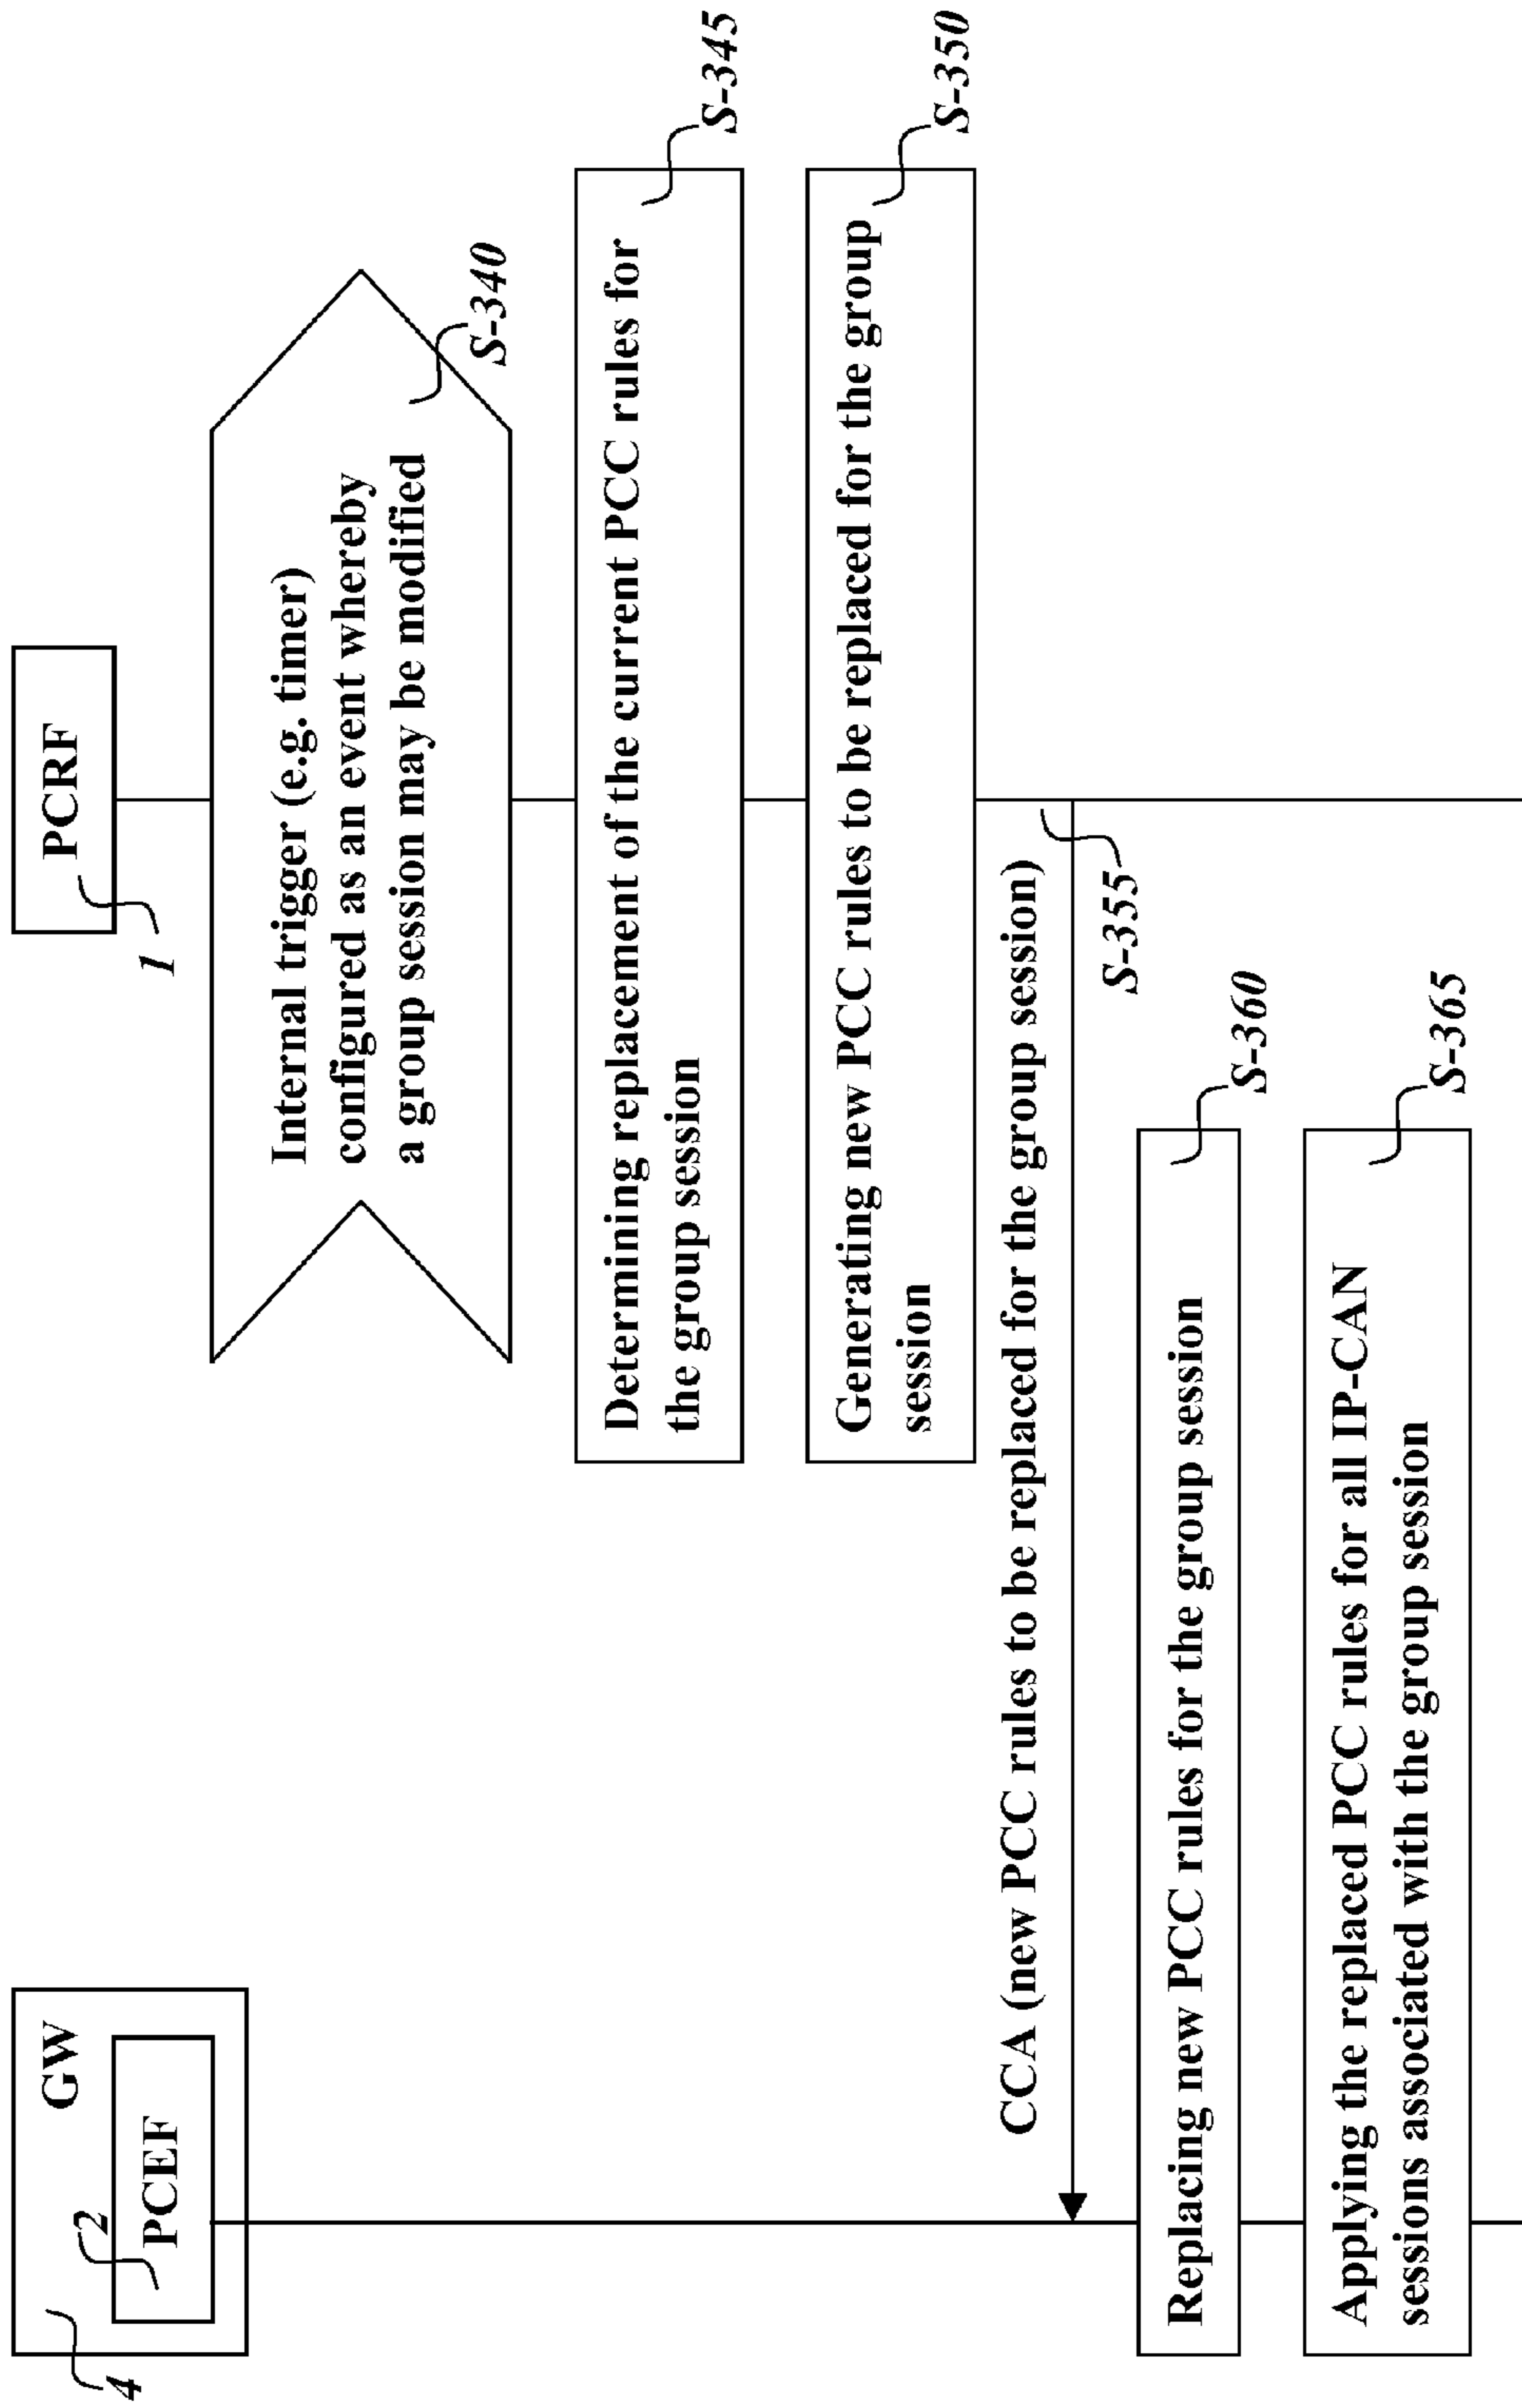 GW
4
2
PCEF
PCRF
1
Internal trigger (e.g. timer)
configured as an event whereby
a group session may be modified
S-340
Determining replacement of the current PCC rules for
the group session
S-345
Generating new PCC rules to be replaced for the group
session
S-350
CCA (new PCC rules to be replaced for the group session)
S-355
Replacing new PCC rules for the group session
S-360
Applying the replaced PCC rules for all IP-CAN
sessions associated with the group session
S-365